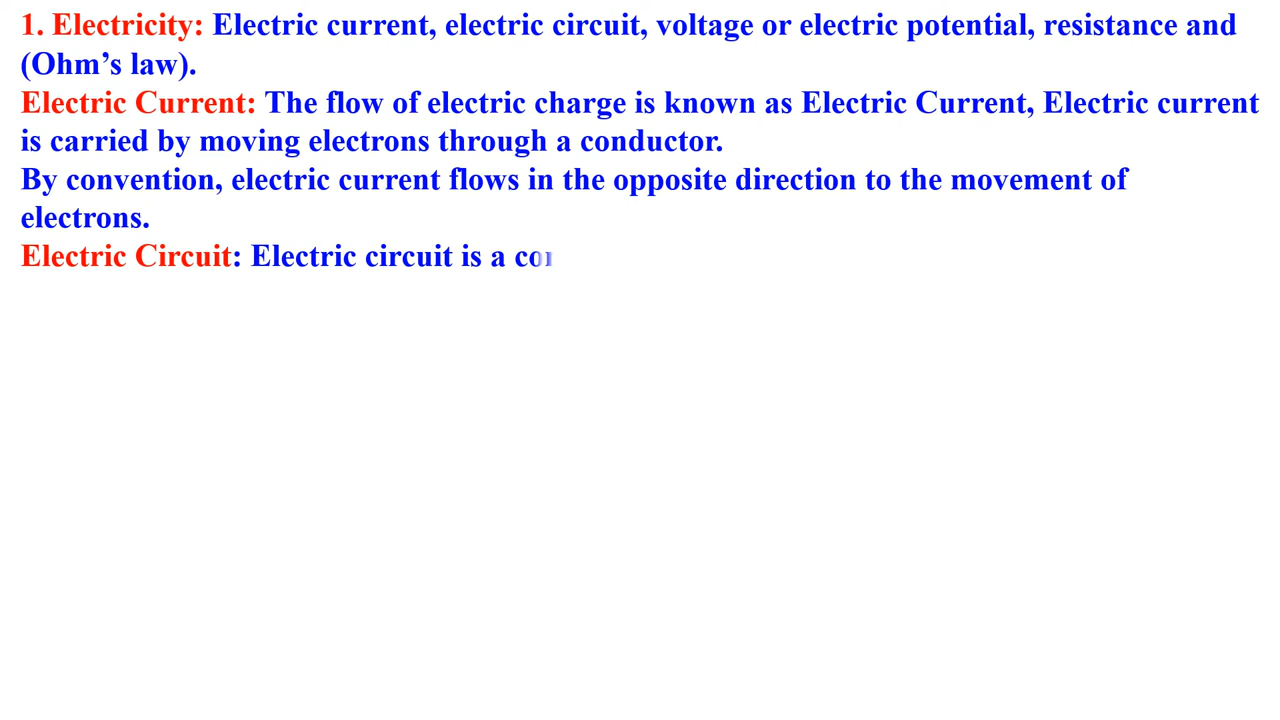 1. Electricity: Electric current, electric circuit, voltage or electric potential, resistance and
(Ohm’s law).
Electric Current: The flow of electric charge is known as Electric Current, Electric current
is carried by moving electrons through a conductor.
By convention, electric current flows in the opposite direction to the movement of
electrons.
Electric Circuit: Electric circuit is a